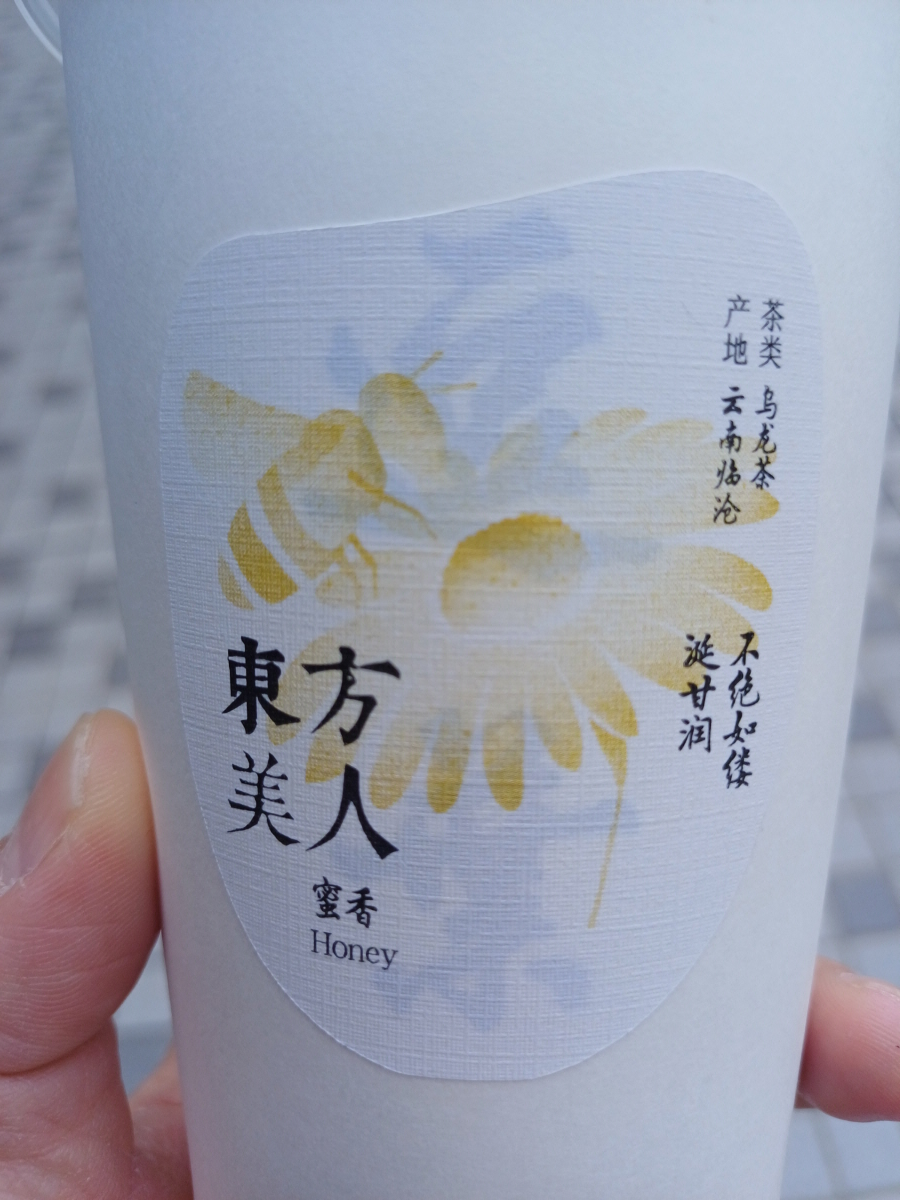 茶类 乌龙茶
产地 云南临沧
不绝如缕
涎甘润
東方
美人
蜜香
Honey